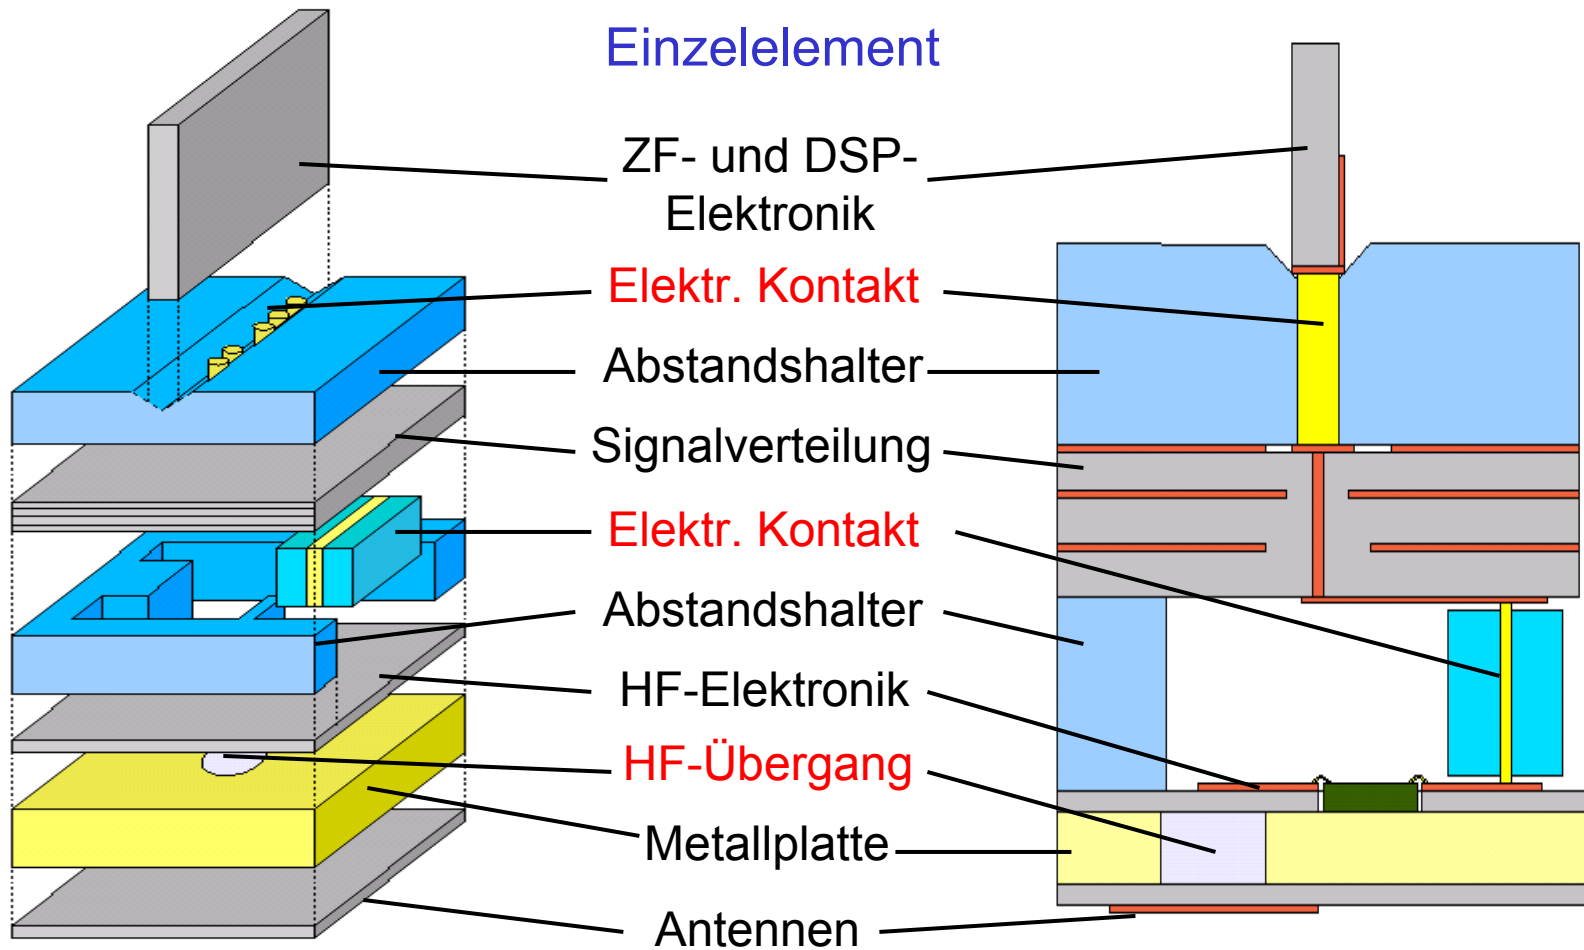 Einzelelement
ZF- und DSP-
Elektronik
Elektr. Kontakt
Abstandshalter
Signalverteilung
Elektr. Kontakt
Abstandshalter
HF-Elektronik
HF-Übergang
Metallplatte
Antennen